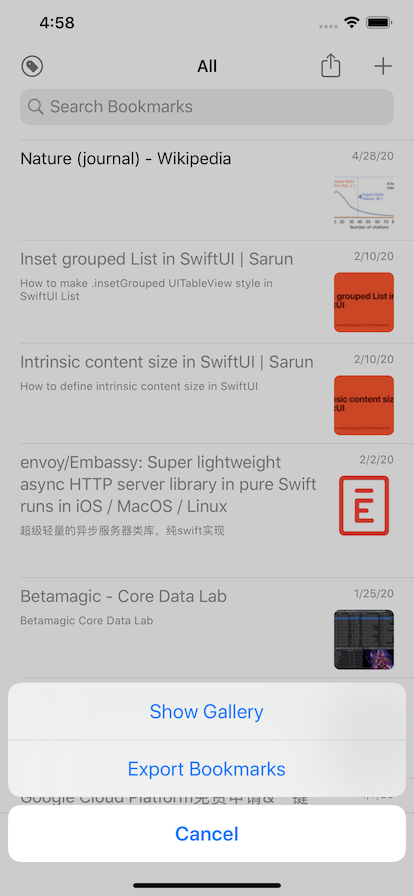 4:58
All
Search Bookmarks
Nature (journal) - Wikipedia
4/28/20
Number of citations
Inset grouped List in SwiftUI | Sarun
2/10/20
How to make .insetGrouped UITableView style in
SwiftUI List
grouped List in
UI
Intrinsic content size in SwiftUI | Sarun
2/10/20
How to define intrinsic content size in SwiftUI
sic content siz
UI
envoy/Embassy: Super lightweight
async HTTP server library in pure Swift
runs in iOS / MacOS / Linux
2/2/20
超级轻量的异步服务器类库，纯swift实现
E
Betamagic - Core Data Lab
1/25/20
Betamagic Core Data Lab
Show Gallery
Export Bookmarks
Google Cloud Platform免费申请&一键
Cancel